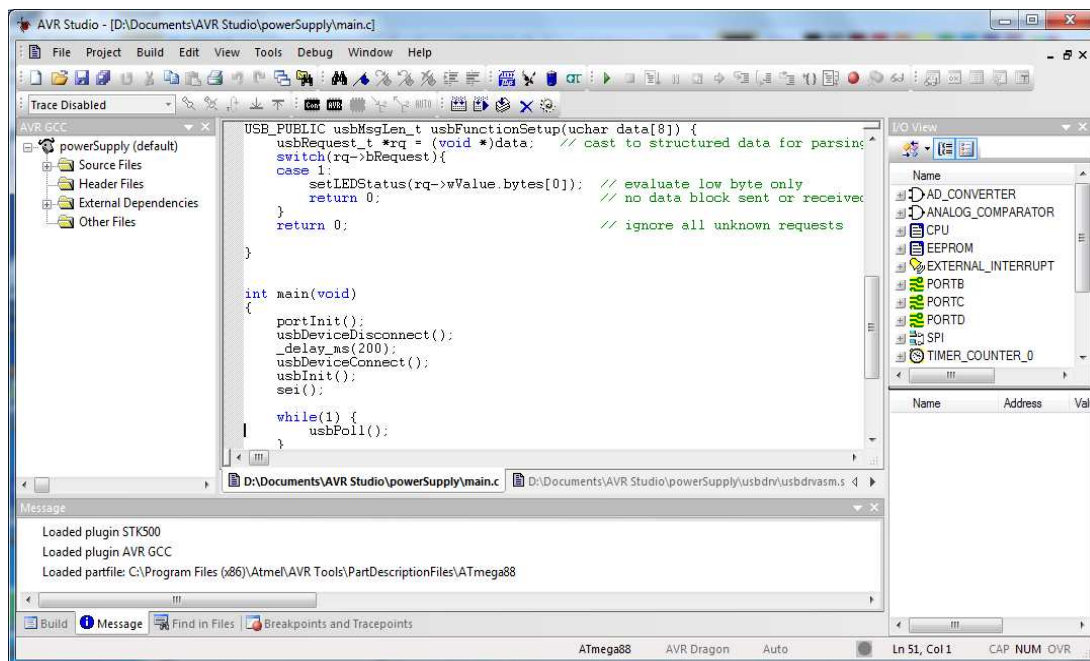 AVR Studio - [D:\Documents\AVR Studio\powerSupply\main.c]
File Project Build Edit View Tools Debug Window Help
Trace Disabled
AVR GCC
powerSupply (default)
Source Files
Header Files
External Dependencies
Other Files
USB_PUBLIC usbMsgLen_t usbFunctionSetup(uchar data[8]) {
usbRequest_t *rq = (void *)data; // cast to structured data for parsing
switch(rq->bRequest){
case 1:
setLEDStatus(rq->wValue.bytes[0]); // evaluate low byte only
return 0; // no data block sent or received
}
return 0; // ignore all unknown requests
}
int main(void)
{
portInit();
usbDeviceDisconnect();
_delay_ms(200);
usbDeviceConnect();
usbInit();
sei();
while(1) {
usbPoll();
}
D:\Documents\AVR Studio\powerSupply\main.c D:\Documents\AVR Studio\powerSupply\usbdrv\usbdrvasm.s
I/O View
Name
AD_CONVERTER
ANALOG_COMPARATOR
CPU
EEPROM
EXTERNAL_INTERRUPT
PORTB
PORTC
PORTD
SPI
TIMER_COUNTER_0
Name Address Val
Message
Loaded plugin STK500
Loaded plugin AVR GCC
Loaded partfile: C:\Program Files (x86)\Atmel\AVR Tools\PartDescriptionFiles\ATmega88
Build Message Find in Files Breakpoints and Tracepoints
ATmega88 AVR Dragon Auto Ln 51, Col 1 CAP NUM OVR